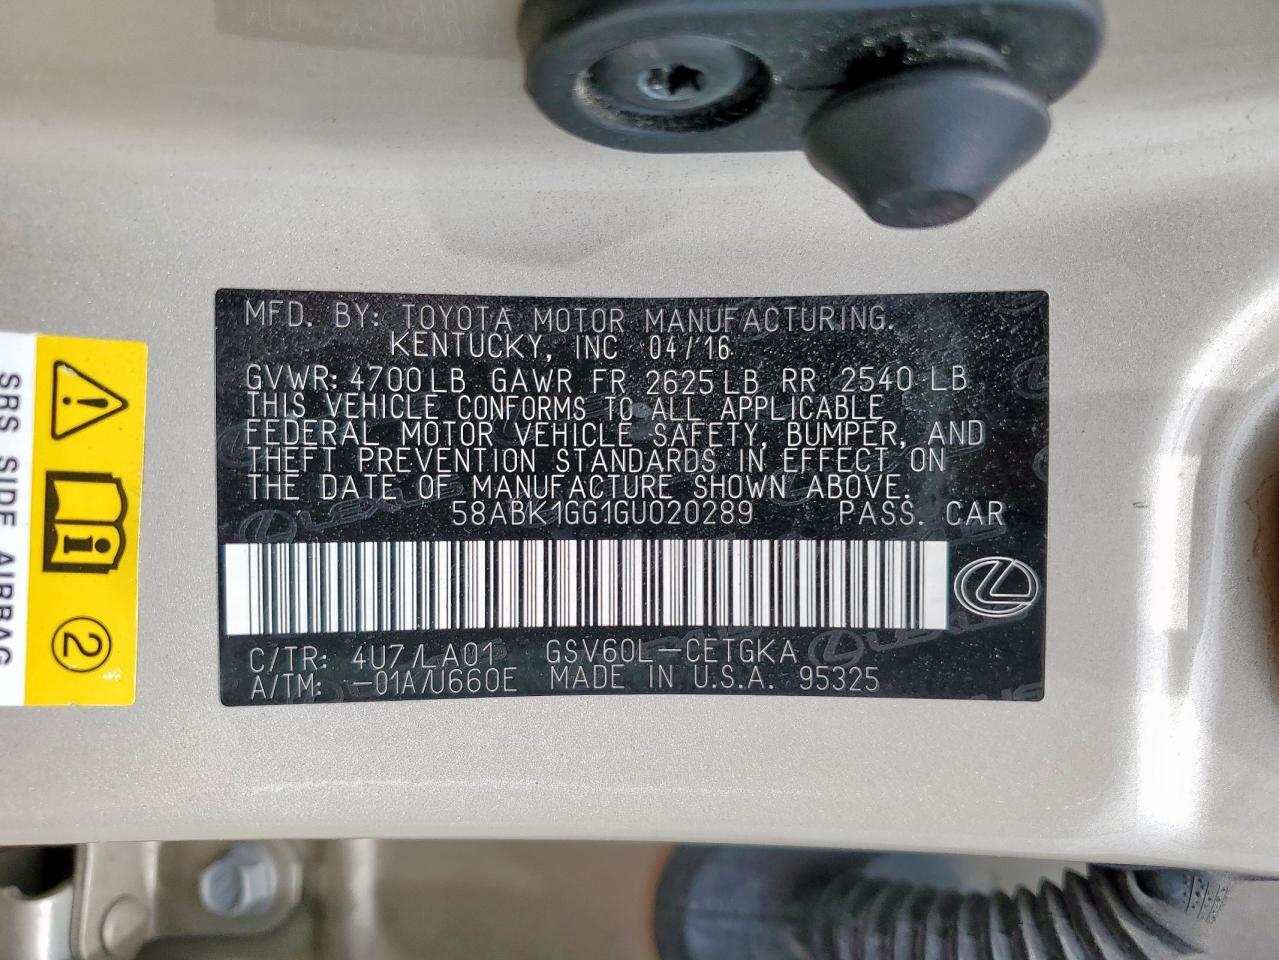 MFD. BY: TOYOTA MOTOR MANUFACTURING.
KENTUCKY, INC 04/16
GVWR: 4700LB GAWR FR 2625LB RR 2540 LB
THIS VEHICLE CONFORMS TO ALL APPLICABLE
FEDERAL MOTOR VEHICLE SAFETY, BUMPER, AND
THEFT PREVENTION STANDARDS IN EFFECT ON
THE DATE OF MANUFACTURE SHOWN ABOVE.
58ABK1GG1GU020289 PASS. CAR
C/TR: 4U7/LA01 GSV60L-CETGKA
A/TM: -01A/U660E MADE IN U.S.A. 95325
SRS SIDE AIRBAG
2
LEXUS